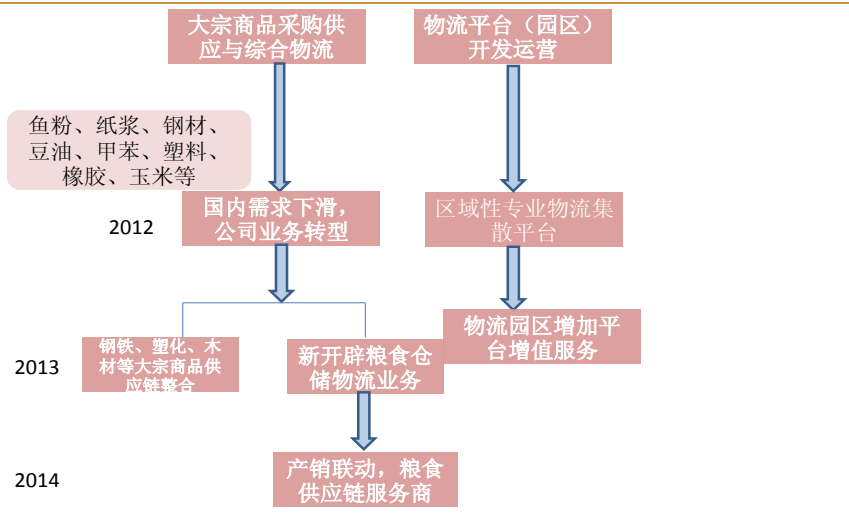 大宗商品采购供
应与综合物流
物流平台（园区）
开发运营
鱼粉、纸浆、钢材、
豆油、甲苯、塑料、
橡胶、玉米等
2012
国内需求下滑，
公司业务转型
区域性专业物流集
散平台
物流园区增加平
台增值服务
2013
钢铁、塑化、木
材等大宗商品供
应链整合
新开辟粮食仓
储物流业务
2014
产销联动，粮食
供应链服务商